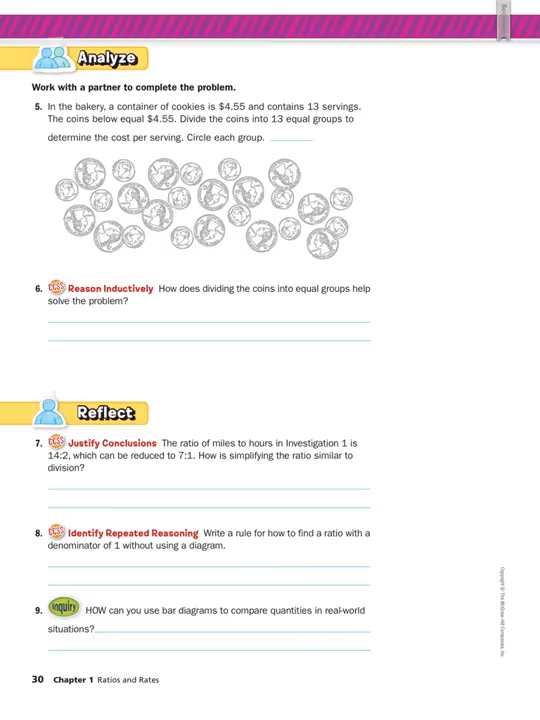 Analyze
Work with a partner to complete the problem.
5. In the bakery, a container of cookies is $4.55 and contains 13 servings.
The coins below equal $4.55. Divide the coins into 13 equal groups to
determine the cost per serving. Circle each group.
6. CCSS Reason Inductively How does dividing the coins into equal groups help
solve the problem?
Reflect
7. CCSS Justify Conclusions The ratio of miles to hours in Investigation 1 is
14:2, which can be reduced to 7:1. How is simplifying the ratio similar to
division?
8. CCSS Identify Repeated Reasoning Write a rule for how to find a ratio with a
denominator of 1 without using a diagram.
9. Inquiry HOW can you use bar diagrams to compare quantities in real-world
situations?
Copyright © The McGraw-Hill Companies, Inc.
30 Chapter 1 Ratios and Rates